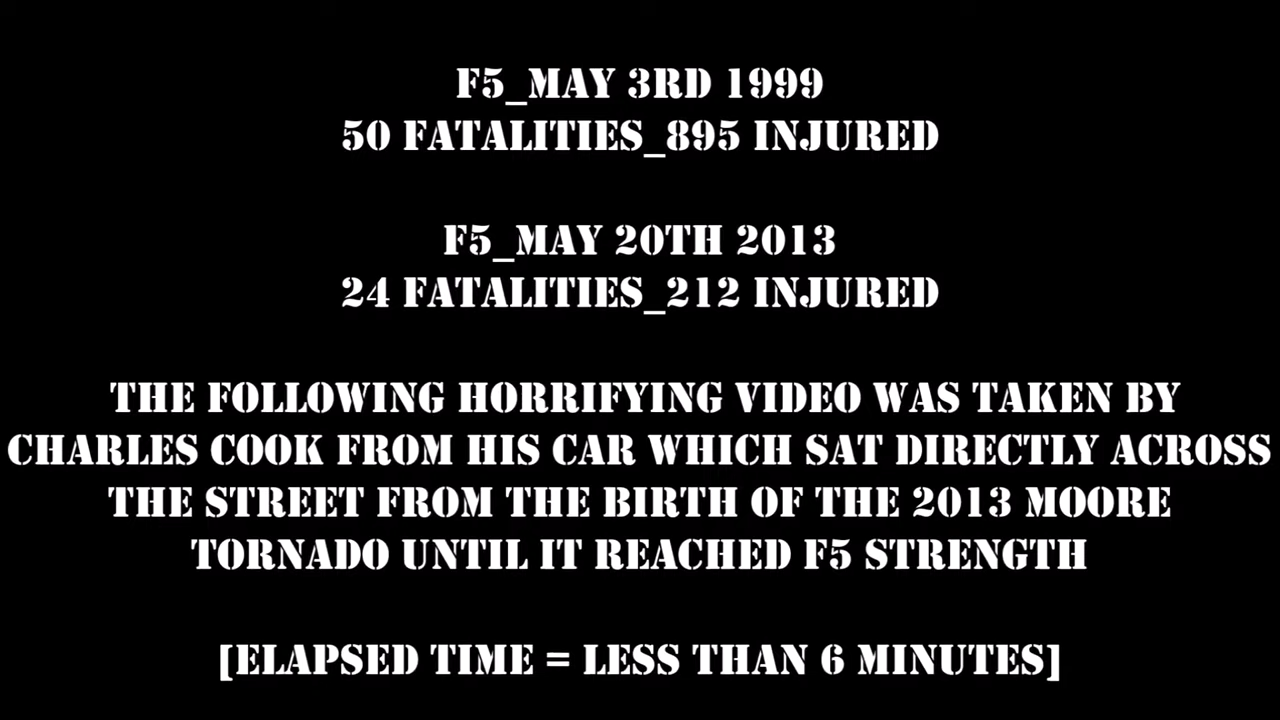 F5_MAY 3RD 1999
50 FATALITIES_895 INJURED
F5_MAY 20TH 2013
24 FATALITIES_212 INJURED
THE FOLLOWING HORRIFYING VIDEO WAS TAKEN BY
CHARLES COOK FROM HIS CAR WHICH SAT DIRECTLY ACROSS
THE STREET FROM THE BIRTH OF THE 2013 MOORE
TORNADO UNTIL IT REACHED F5 STRENGTH
[ELAPSED TIME = LESS THAN 6 MINUTES]